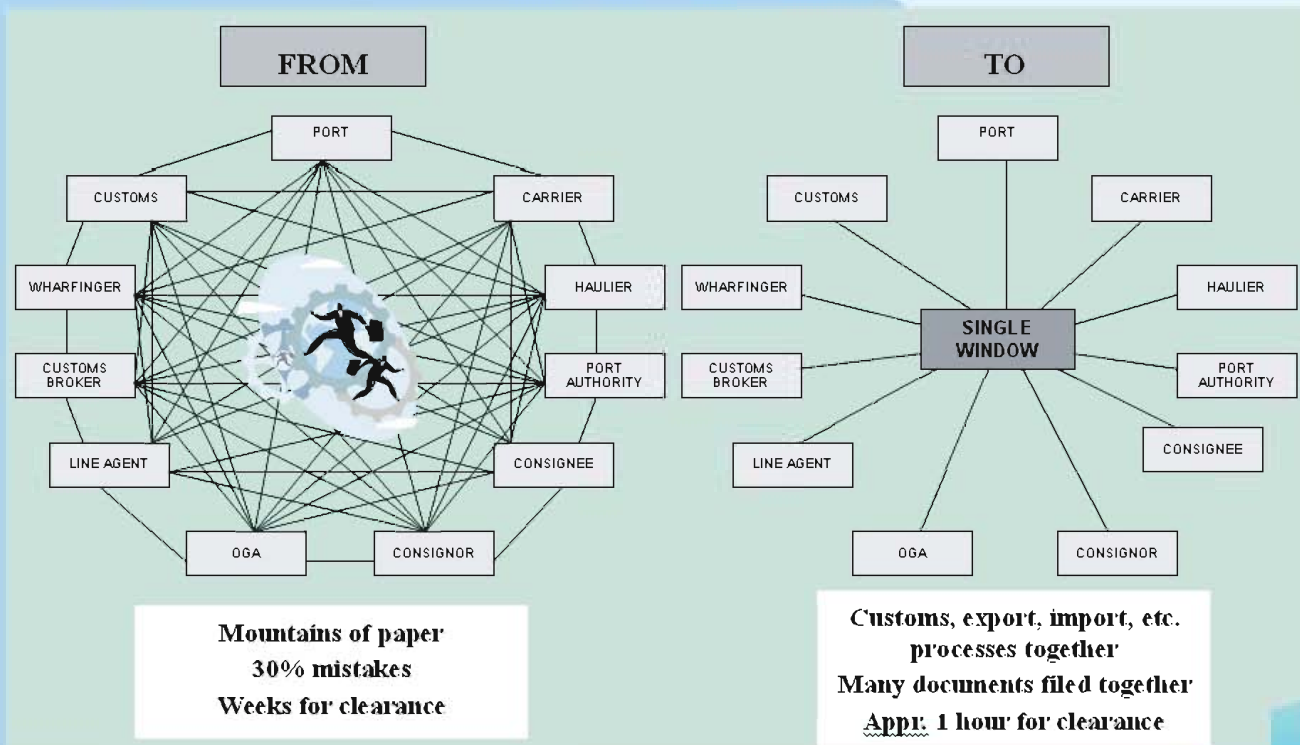 FROM
PORT
CUSTOMS
CARRIER
WHARFINGER
HAULIER
CUSTOMS
BROKER
PORT
AUTHORITY
LINE AGENT
CONSIGNEE
OGA
CONSIGNOR
Mountains of paper
30% mistakes
Weeks for clearance
TO
PORT
CUSTOMS
CARRIER
WHARFINGER
HAULIER
SINGLE
WINDOW
CUSTOMS
BROKER
PORT
AUTHORITY
CONSIGNEE
LINE AGENT
OGA
CONSIGNOR
Customs, export, import, etc.
processes together
Many documents filed together
Appr. 1 hour for clearance